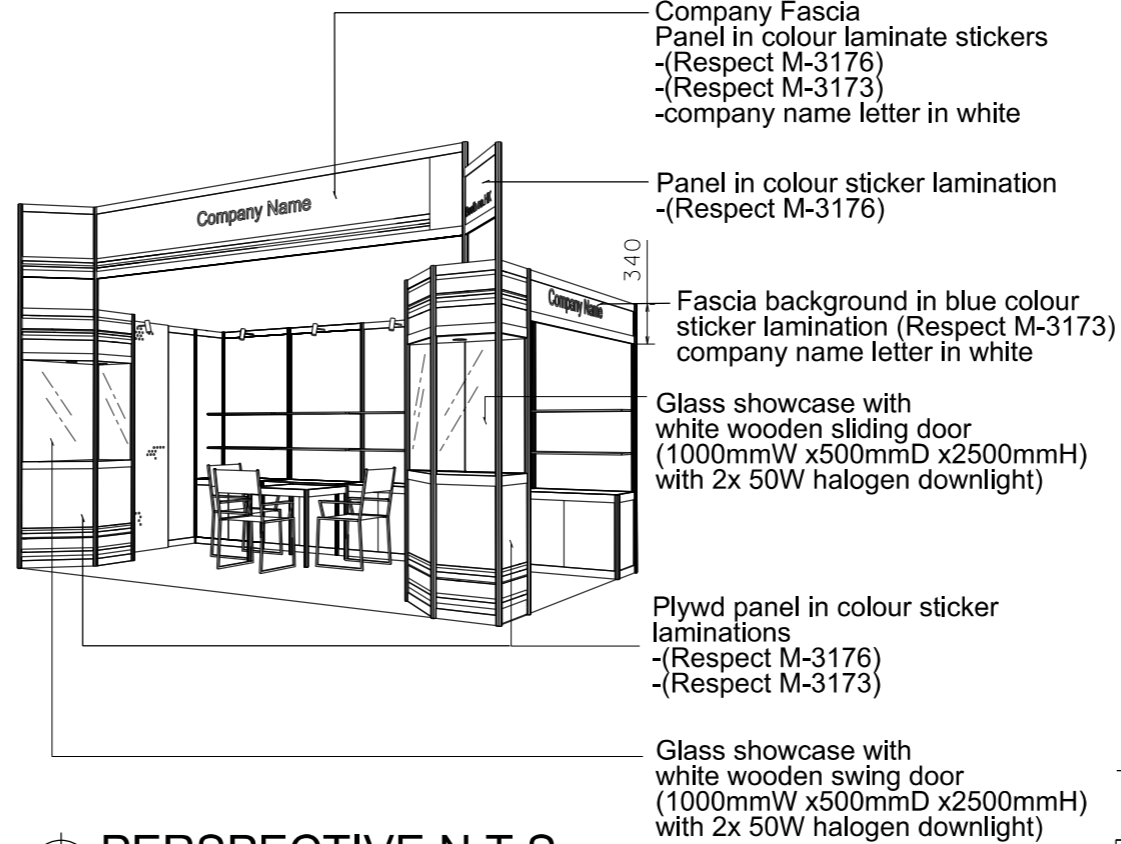 Company Fascia
Panel in colour laminate stickers
-(Respect M-3176)
-(Respect M-3173)
-company name letter in white
Panel in colour sticker lamination
-(Respect M-3176)
Company Name
340
Company Name
Fascia background in blue colour
sticker lamination (Respect M-3173)
company name letter in white
Glass showcase with
white wooden sliding door
(1000mmW x500mmD x2500mmH)
with 2x 50W halogen downlight)
Plywd panel in colour sticker
laminations
-(Respect M-3176)
-(Respect M-3173)
Glass showcase with
white wooden swing door
(1000mmW x500mmD x2500mmH)
with 2x 50W halogen downlight)
PERSPECTIVE N.T.S